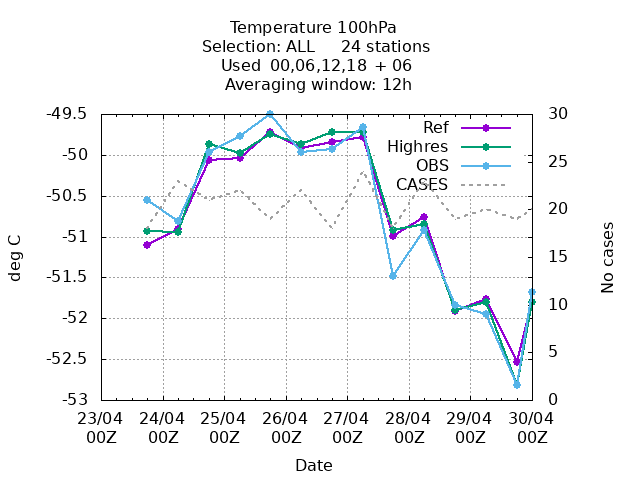 Temperature 100hPa
Selection: ALL 24 stations
Used 00,06,12,18 + 06
Averaging window: 12h
-49.5
-50
-50.5
-51
-51.5
-52
-52.5
-53
deg C
30
25
20
15
10
5
0
No cases
Ref
Highres
OBS
CASES
23/04 24/04 25/04 26/04 27/04 28/04 29/04 30/04
00Z 00Z 00Z 00Z 00Z 00Z 00Z 00Z
Date